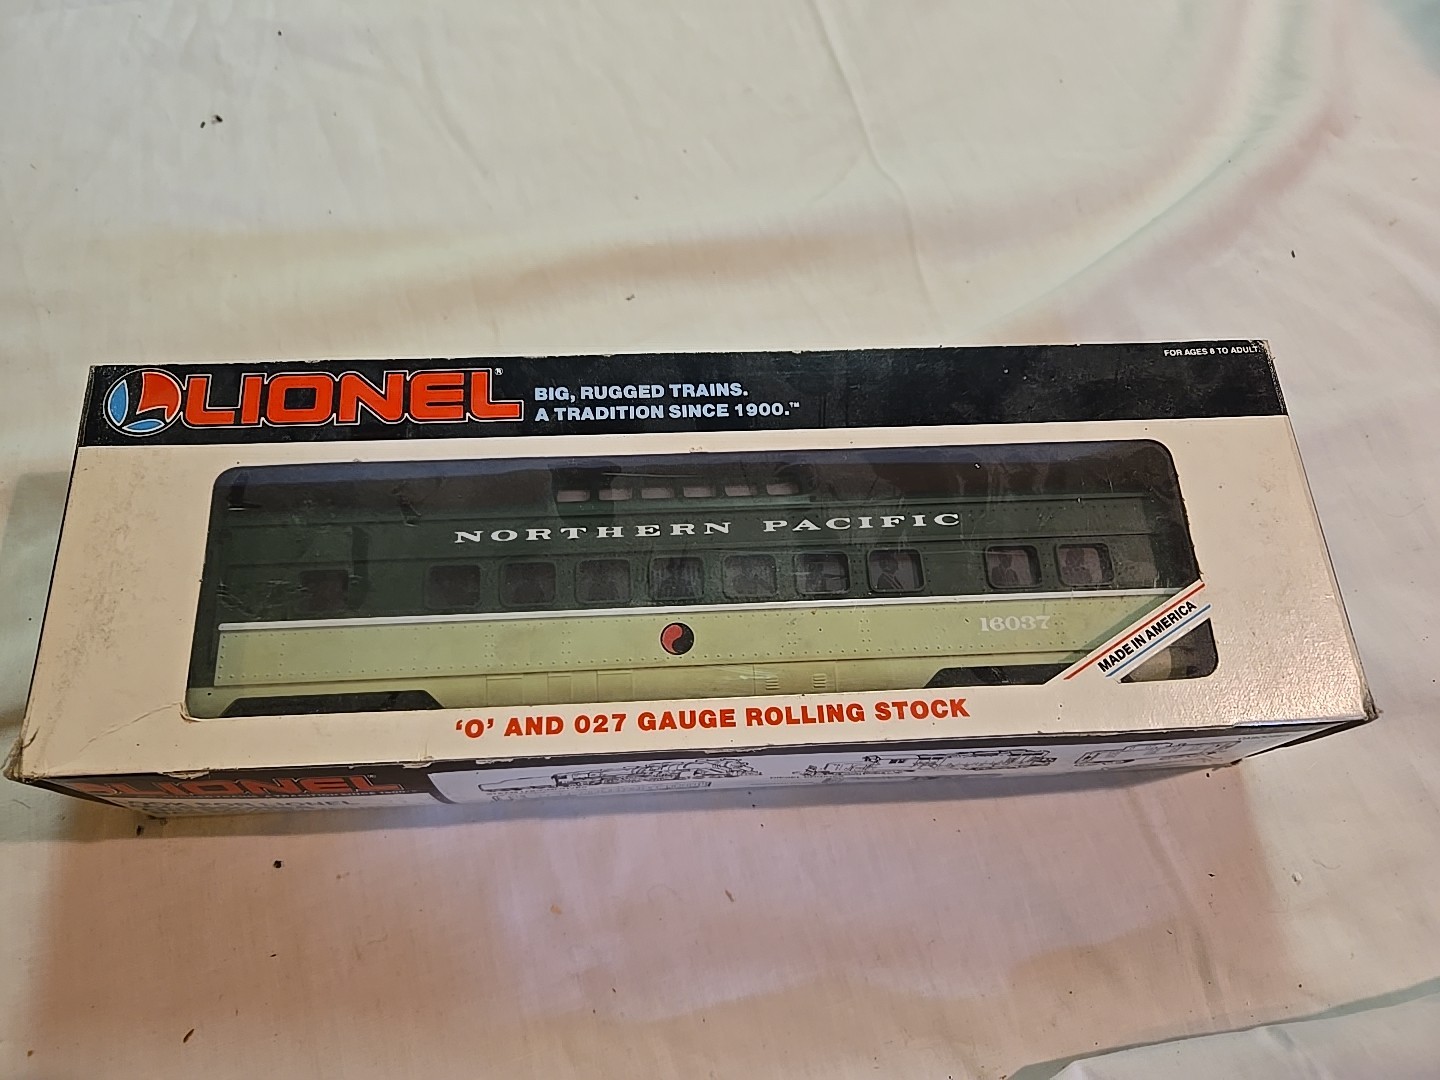 LIONEL®
BIG, RUGGED TRAINS.
A TRADITION SINCE 1900.™
FOR AGES 8 TO ADULT.
NORTHERN PACIFIC
16037
MADE IN AMERICA
'O' AND 027 GAUGE ROLLING STOCK
LIONEL
LIONEL